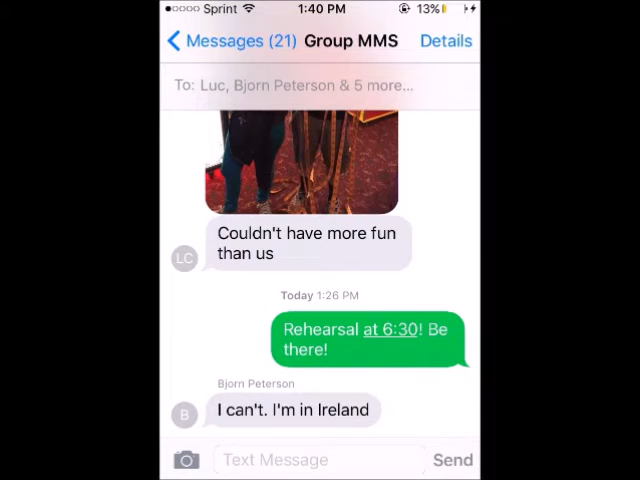 Sprint 1:40 PM 13%
Messages (21) Group MMS Details
To: Luc, Bjorn Peterson & 5 more...
Couldn't have more fun
than us
LC
Today 1:26 PM
Rehearsal at 6:30! Be
there!
Bjorn Peterson
B I can't. I'm in Ireland
Text Message Send